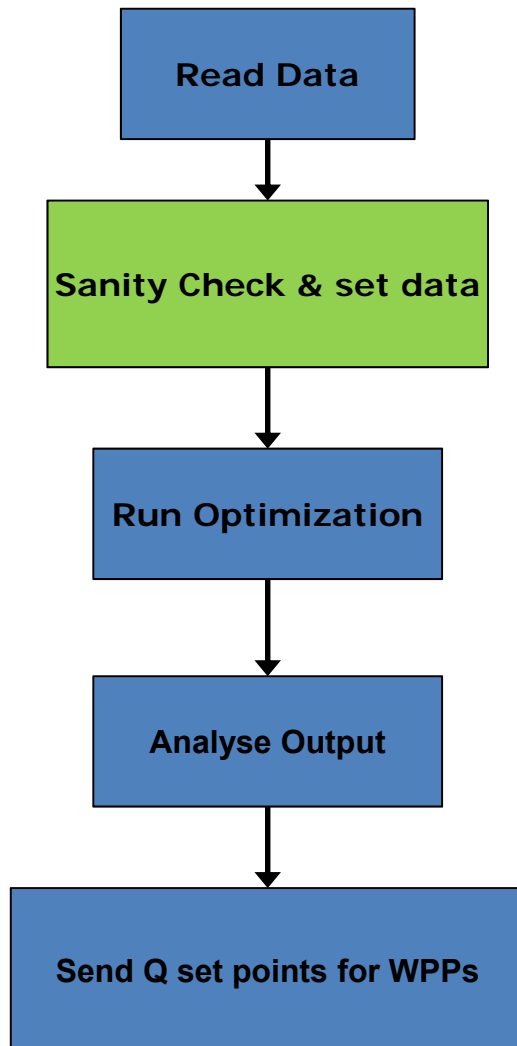 Read Data
Sanity Check & set data
Run Optimization
Analyse Output
Send Q set points for WPPs